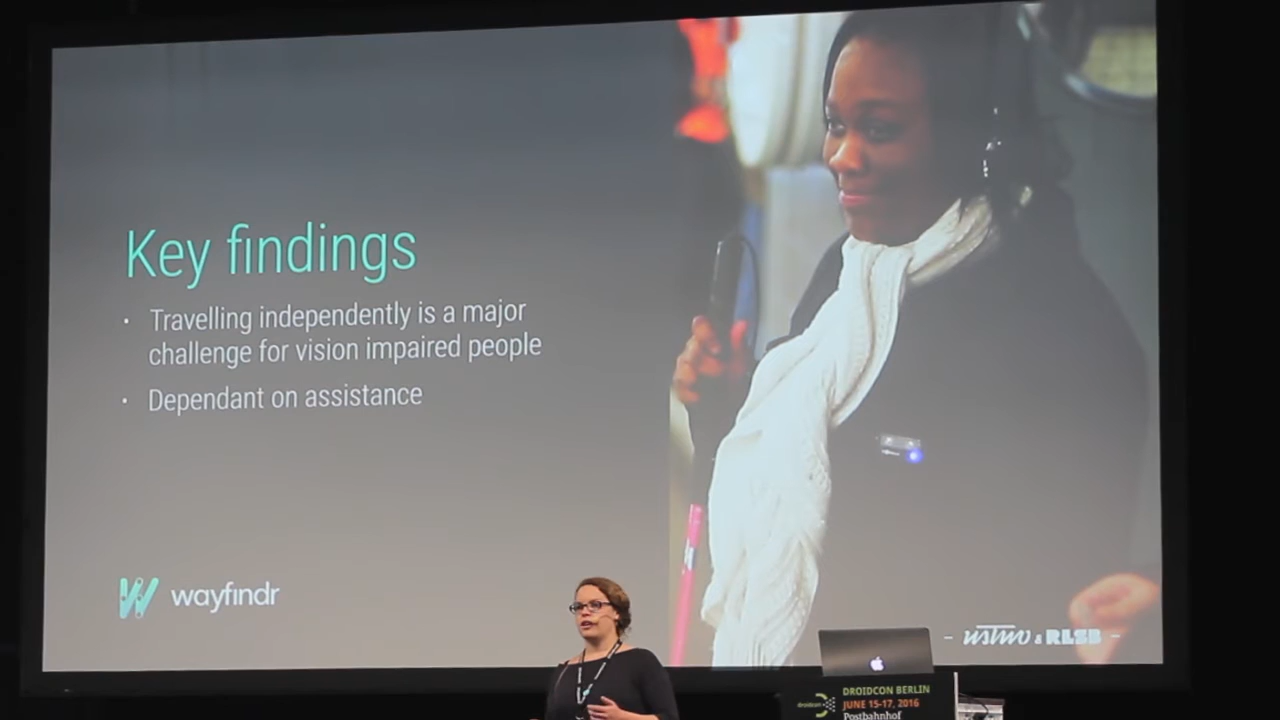 Key findings
• Travelling independently is a major
challenge for vision impaired people
• Dependant on assistance
wayfindr
- ustwo & RLSB -
droidcon
DROIDCON BERLIN
JUNE 15-17, 2016
Postbahnhof